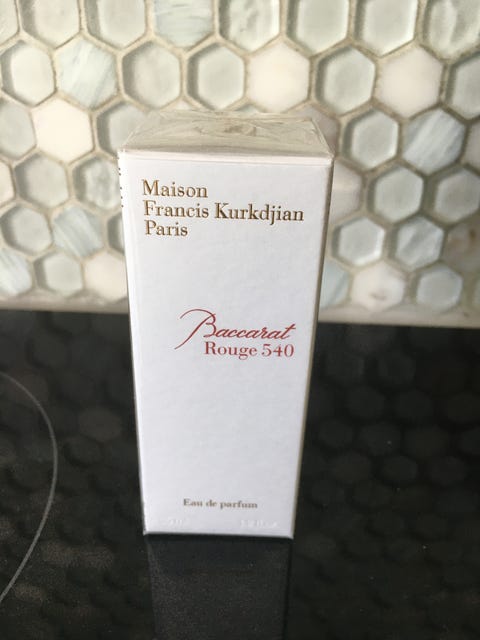 Maison
Francis Kurkdjian
Paris
Baccarat
Rouge 540
Eau de parfum